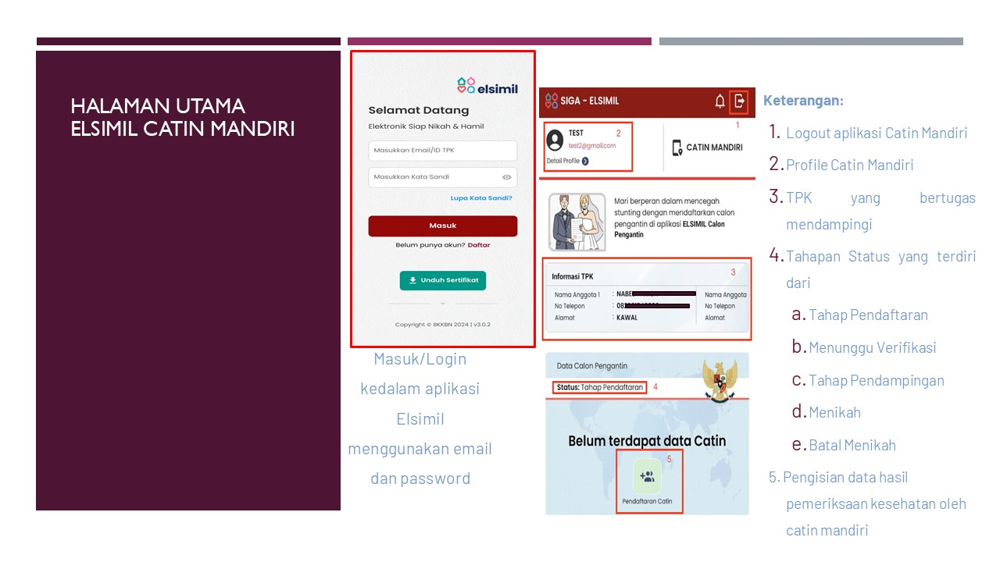 HALAMAN UTAMA
ELSIMIL CATIN MANDIRI
elsimil
Selamat Datang
Elektronik Siap Nikah & Hamil
Masukkan Email/ID TPK
Masukkan Kata Sandi
Lupa Kata Sandi?
Masuk
Belum punya akun? Daftar
Unduh Sertifikat
Copyright © BKKBN 2024 | v3.0.2
Masuk/Login
kedalam aplikasi
Elsimil
menggunakan email
dan password
SIGA - ELSIMIL
1
TEST
2
test2@gmail.com
Detail Profile
CATIN MANDIRI
Mari berperan dalam mencegah
stunting dengan mendaftarkan calon
pengantin di aplikasi ELSIMIL Calon
Pengantin
Informasi TPK
3
Nama Anggota 1 : NABE Nama Anggota
No Telepon : 08 No Telepon
Alamat : KAWAL Alamat
Data Calon Pengantin
Status: Tahap Pendaftaran 4
Belum terdapat data Catin
5
Pendaftaran Catin
Keterangan:
1. Logout aplikasi Catin Mandiri
2. Profile Catin Mandiri
3. TPK yang bertugas
mendampingi
4. Tahapan Status yang terdiri
dari
a. Tahap Pendaftaran
b. Menunggu Verifikasi
c. Tahap Pendampingan
d. Menikah
e. Batal Menikah
5. Pengisian data hasil
pemeriksaan kesehatan oleh
catin mandiri